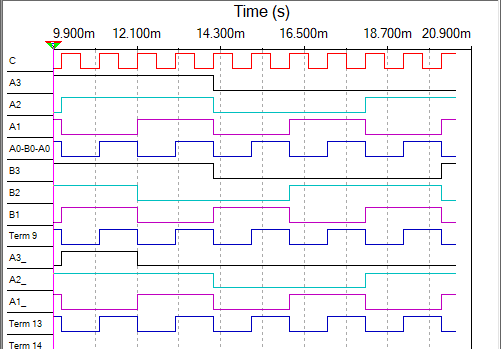 Time (s)
9.900m 12.100m 14.300m 16.500m 18.700m 20.900m
C
A3
A2
A1
A0-B0-A0
B3
B2
B1
Term 9
A3_
A2_
A1_
Term 13
Term 14